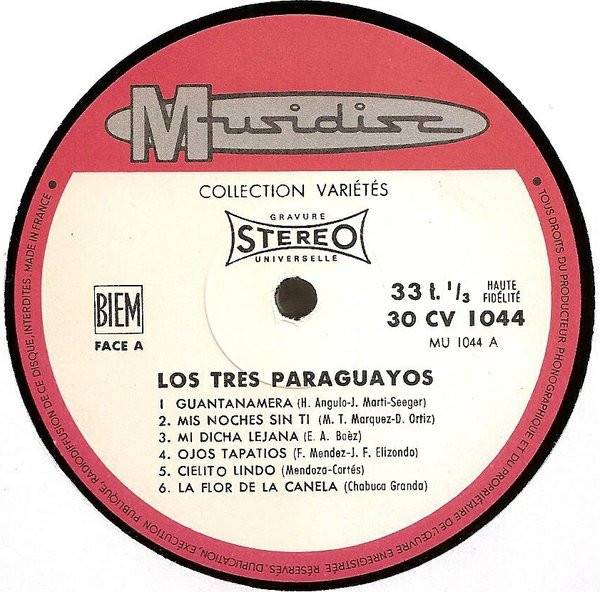 Musidisc
COLLECTION VARIÉTÉS
GRAVURE
STEREO
UNIVERSELLE
BIEM
FACE A
33 t. 1/3 HAUTE FIDÉLITÉ
30 CV 1044
MU 1044 A
LOS TRES PARAGUAYOS
1 GUANTANAMERA (H. Angulo-J. Marti-Seeger)
2. MIS NOCHES SIN TI (M. T. Marquez-D. Ortiz)
3. MI DICHA LEJANA (E. A. Baèz)
4. OJOS TAPATIOS (F. Mendez-J. F. Elizondo)
5. CIELITO LINDO (Mendoza-Cortés)
6. LA FLOR DE LA CANELA (Chabuca Granda)
• TOUS DROITS DU PRODUCTEUR PHONOGRAPHIQUE ET DU PROPRIÉTAIRE DE L'ŒUVRE ENREGISTRÉE RÉSERVÉS. DUPLICATION, EXÉCUTION PUBLIQUE, RADIODIFFUSION DE CE DISQUE, INTERDITES. MADE IN FRANCE •